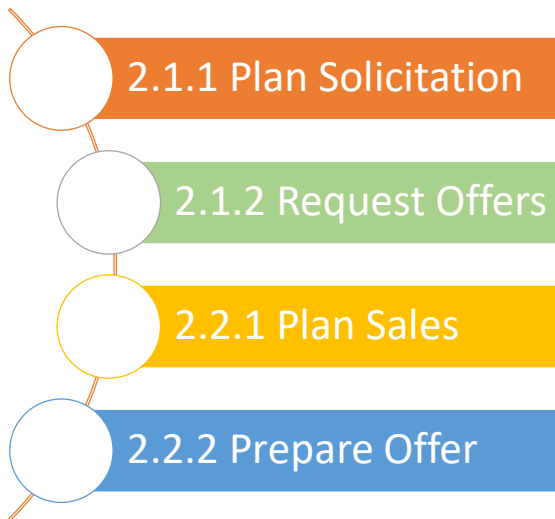 2.1.1 Plan Solicitation
2.1.2 Request Offers
2.2.1 Plan Sales
2.2.2 Prepare Offer